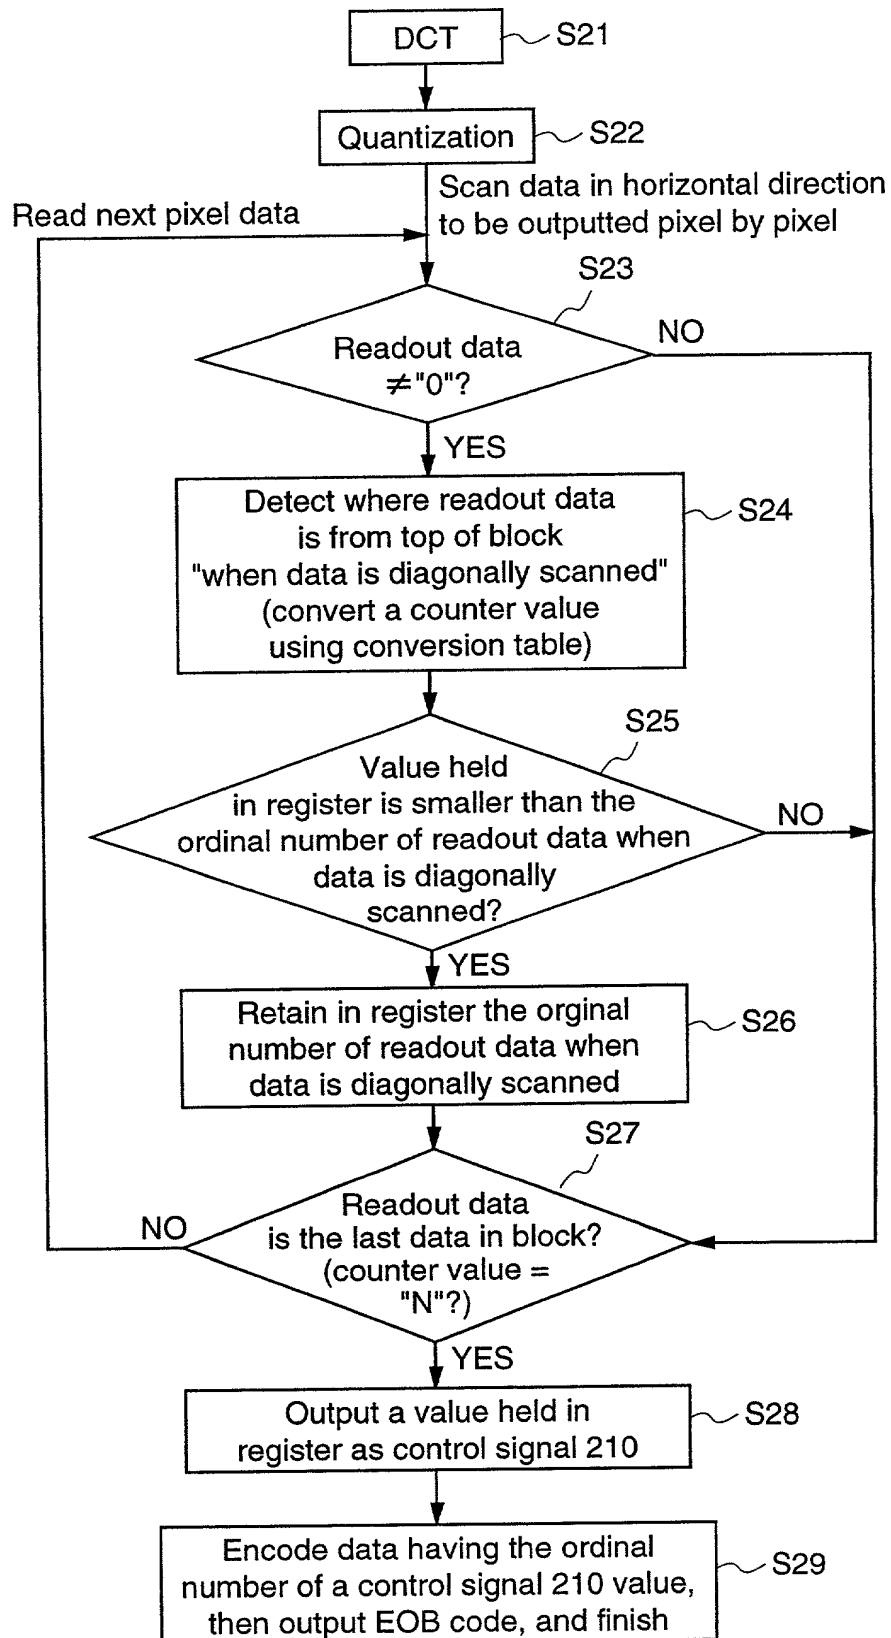 DCT
S21
Quantization
S22
Scan data in horizontal direction
to be outputted pixel by pixel
Read next pixel data
S23
Readout data
≠"0"?
NO
YES
Detect where readout data
is from top of block
"when data is diagonally scanned"
(convert a counter value
using conversion table)
S24
S25
Value held
in register is smaller than the
ordinal number of readout data when
data is diagonally
scanned?
NO
YES
Retain in register the orginal
number of readout data when
data is diagonally scanned
S26
S27
Readout data
is the last data in block?
(counter value =
"N"?)
NO
YES
Output a value held in
register as control signal 210
S28
Encode data having the ordinal
number of a control signal 210 value,
then output EOB code, and finish
S29